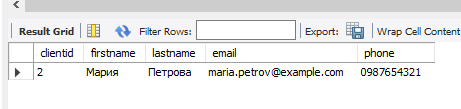 Result Grid Filter Rows: Export: Wrap Cell Content
clientid firstname lastname email phone
2 Мария Петрова maria.petrov@example.com 0987654321